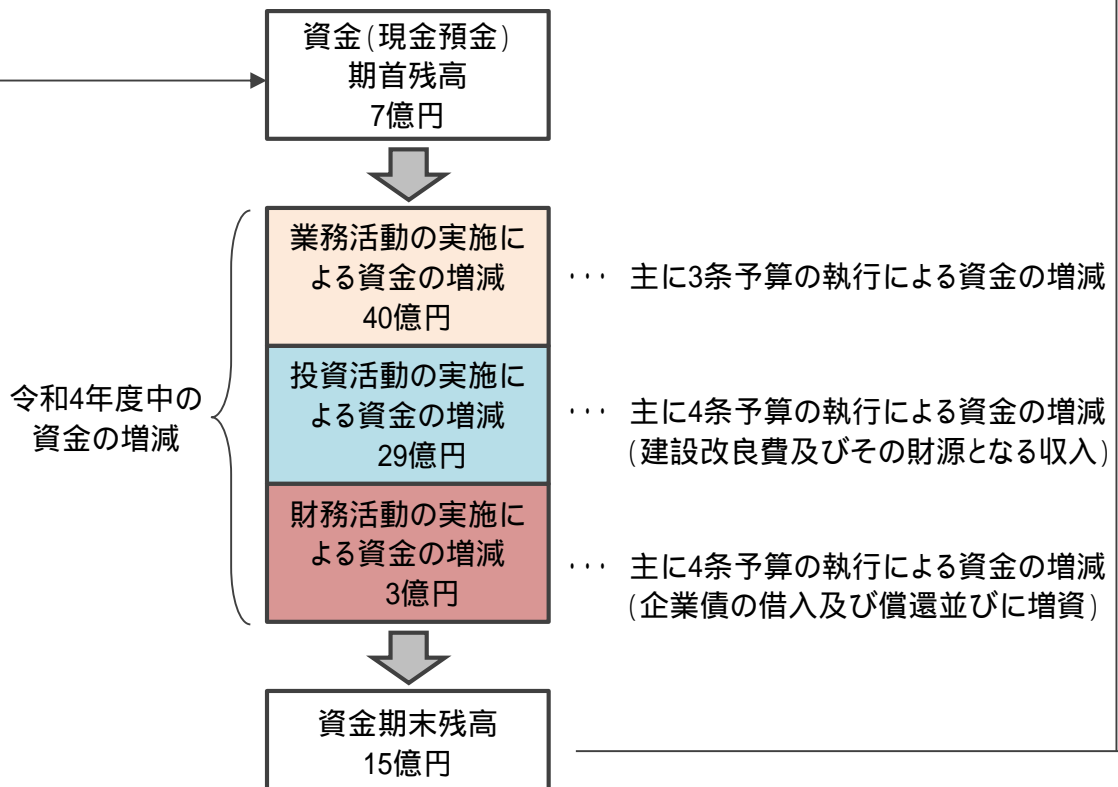 資金(現金預金)
期首残高
7億円
業務活動の実施に
よる資金の増減
40億円
··· 主に3条予算の執行による資金の増減
投資活動の実施に
よる資金の増減
29億円
··· 主に4条予算の執行による資金の増減
(建設改良費及びその財源となる収入)
令和4年度中の
資金の増減
財務活動の実施に
よる資金の増減
3億円
··· 主に4条予算の執行による資金の増減
(企業債の借入及び償還並びに増資)
資金期末残高
15億円